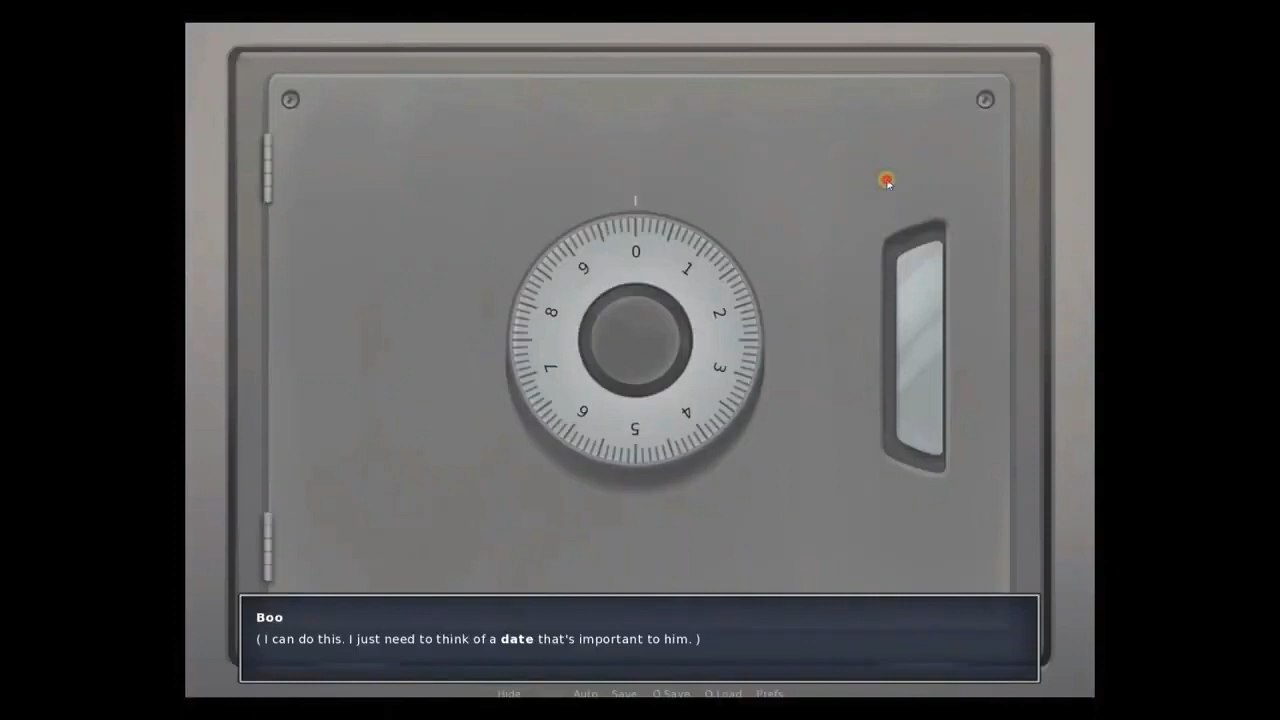 0
9 1
8 2
7 3
6 4
5
Boo
( I can do this. I just need to think of a date that's important to him. )
Hide Auto Save Q.Save Q.Load Prefs